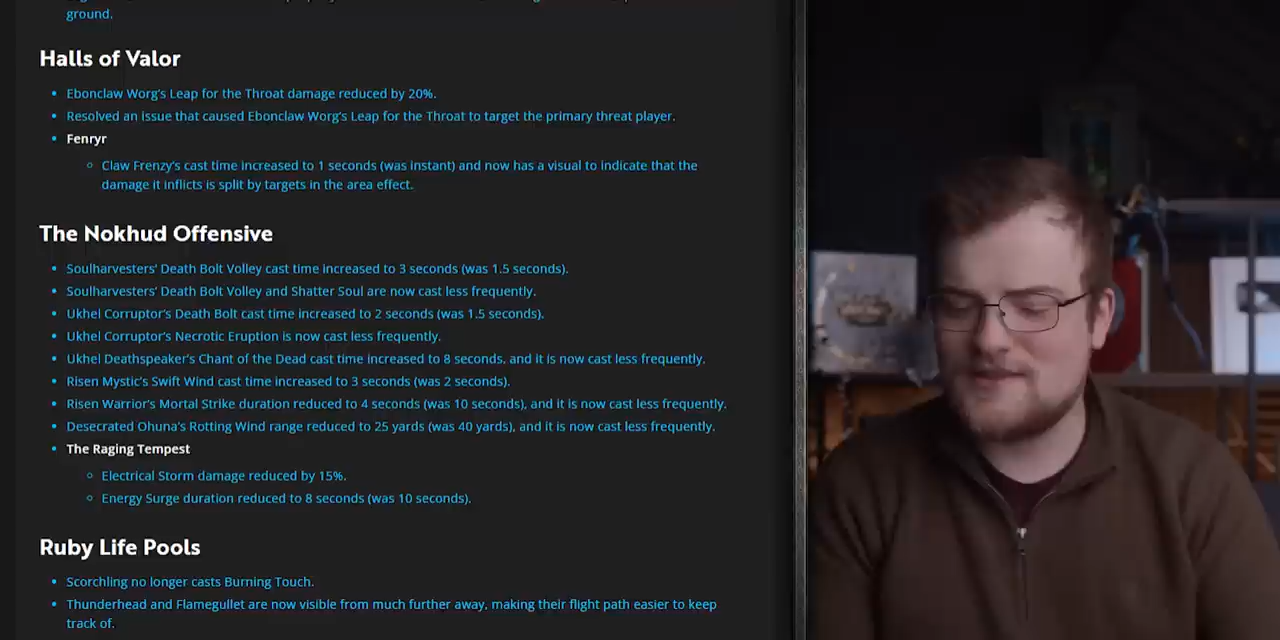 ground.
Halls of Valor
Ebonclaw Worg's Leap for the Throat damage reduced by 20%.
Resolved an issue that caused Ebonclaw Worg's Leap for the Throat to target the primary threat player.
Fenryr
Claw Frenzy's cast time increased to 1 seconds (was instant) and now has a visual to indicate that the
damage it inflicts is split by targets in the area effect.
The Nokhud Offensive
Soulharvesters' Death Bolt Volley cast time increased to 3 seconds (was 1.5 seconds).
Soulharvesters' Death Bolt Volley and Shatter Soul are now cast less frequently.
Ukhel Corruptor's Death Bolt cast time increased to 2 seconds (was 1.5 seconds).
Ukhel Corruptor's Necrotic Eruption is now cast less frequently.
Ukhel Deathspeaker's Chant of the Dead cast time increased to 8 seconds, and it is now cast less frequently.
Risen Mystic's Swift Wind cast time increased to 3 seconds (was 2 seconds).
Risen Warrior's Mortal Strike duration reduced to 4 seconds (was 10 seconds), and it is now cast less frequently.
Desecrated Ohuna's Rotting Wind range reduced to 25 yards (was 40 yards), and it is now cast less frequently.
The Raging Tempest
Electrical Storm damage reduced by 15%.
Energy Surge duration reduced to 8 seconds (was 10 seconds).
Ruby Life Pools
Scorchling no longer casts Burning Touch.
Thunderhead and Flamegullet are now visible from much further away, making their flight path easier to keep
track of.